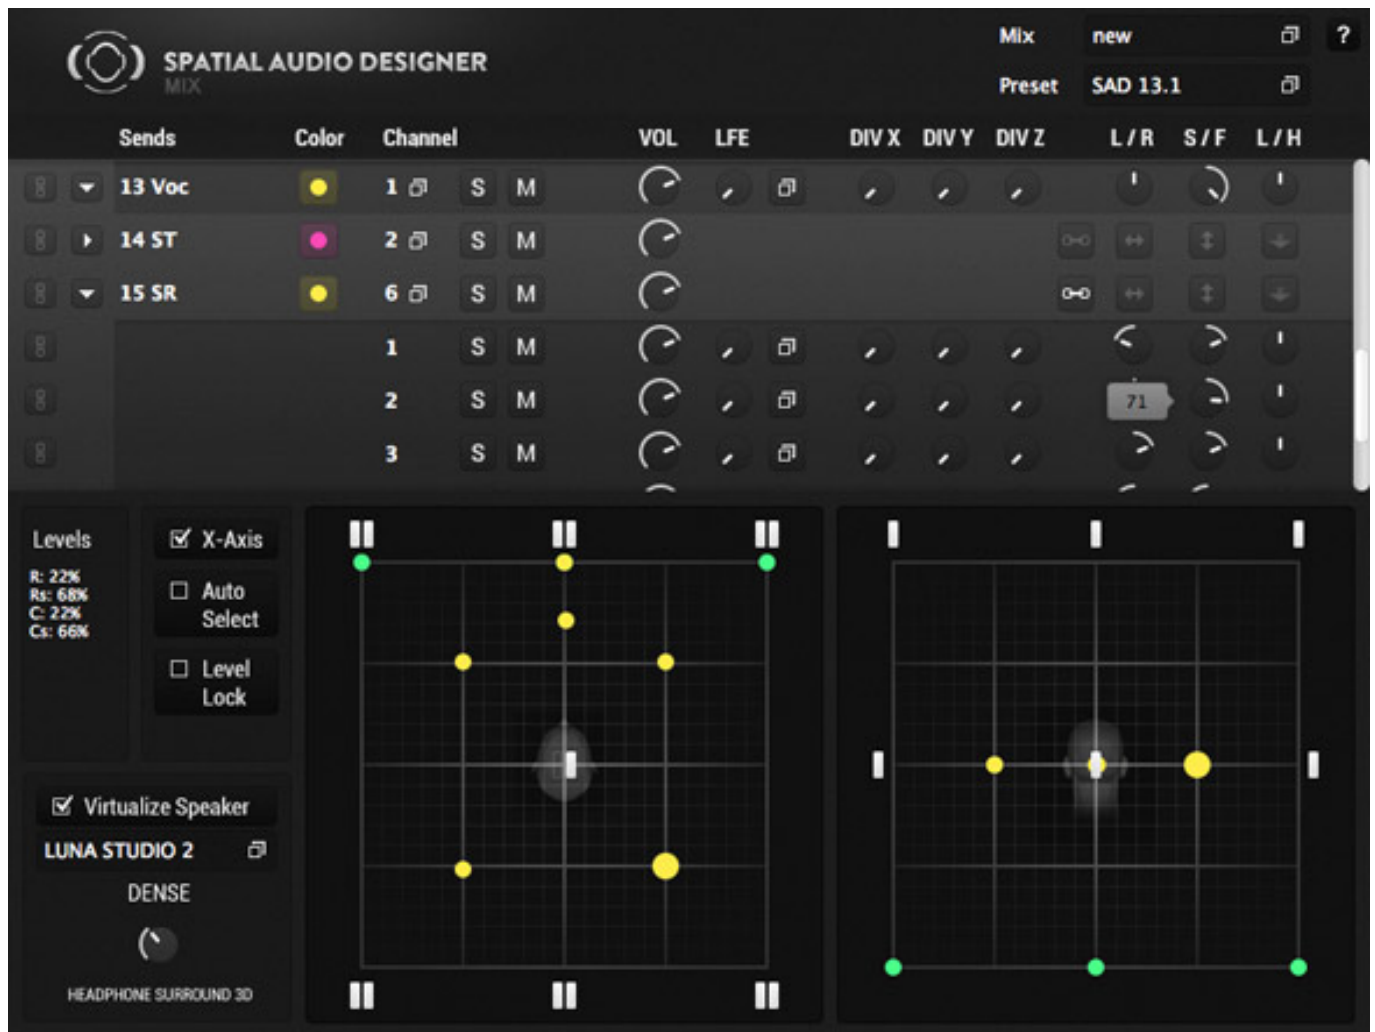 SPATIAL AUDIO DESIGNER
MIX
Mix new ?
Preset SAD 13.1
Sends Color Channel VOL LFE DIV X DIV Y DIV Z L / R S / F L / H
13 Voc 1 S M
14 ST 2 S M
15 SR 6 S M
1 S M
2 S M 71
3 S M
Levels
R: 22%
Rs: 68%
C: 22%
Cs: 66%
X-Axis
Auto
Select
Level
Lock
Virtualize Speaker
LUNA STUDIO 2
DENSE
HEADPHONE SURROUND 3D